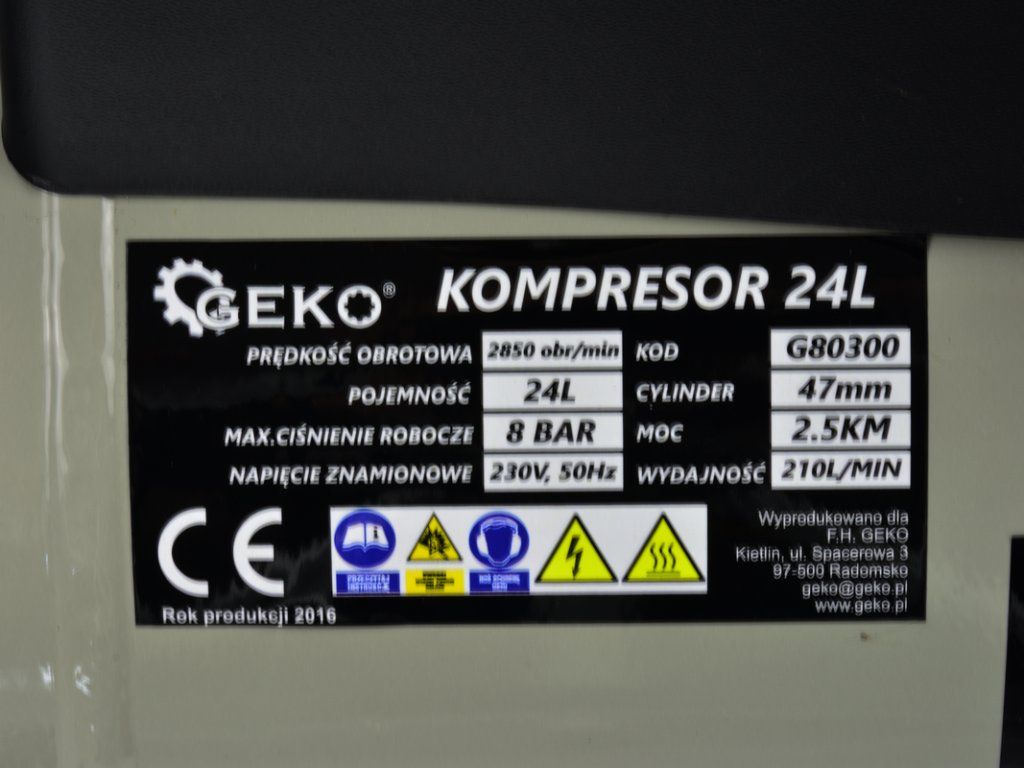 GEKO®
KOMPRESOR 24L
PRĘDKOŚĆ OBROTOWA 2850 obr/min KOD G80300
POJEMNOŚĆ 24L CYLINDER 47mm
MAX.CIŚNIENIE ROBOCZE 8 BAR MOC 2.5KM
NAPIĘCIE ZNAMIONOWE 230V, 50Hz WYDAJNOŚĆ 210L/MIN
CE
Rok produkcji 2016
PRZECZYTAJ
INSTRUKCJĘ
Wyprodukowano dla
F.H. GEKO
Kietlin, ul. Spacerowa 3
97-500 Radomsko
geko@geko.pl
www.geko.pl